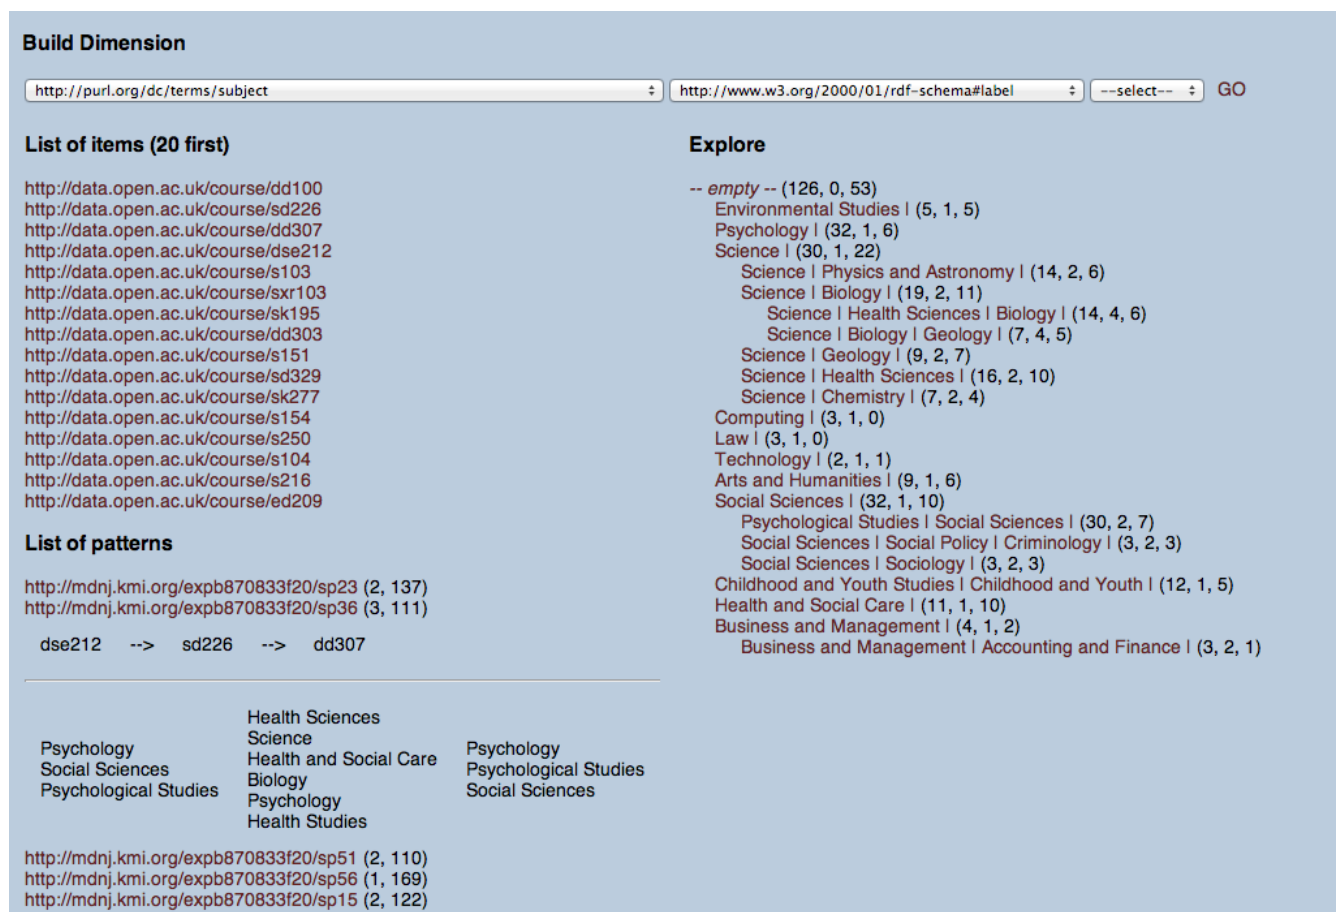 Build Dimension
http://purl.org/dc/terms/subject http://www.w3.org/2000/01/rdf-schema#label --select-- GO
List of items (20 first)
http://data.open.ac.uk/course/dd100
http://data.open.ac.uk/course/sd226
http://data.open.ac.uk/course/dd307
http://data.open.ac.uk/course/dse212
http://data.open.ac.uk/course/s103
http://data.open.ac.uk/course/sxr103
http://data.open.ac.uk/course/sk195
http://data.open.ac.uk/course/dd303
http://data.open.ac.uk/course/s151
http://data.open.ac.uk/course/sd329
http://data.open.ac.uk/course/sk277
http://data.open.ac.uk/course/s154
http://data.open.ac.uk/course/s250
http://data.open.ac.uk/course/s104
http://data.open.ac.uk/course/s216
http://data.open.ac.uk/course/ed209
List of patterns
http://mdnj.kmi.org/expb870833f20/sp23 (2, 137)
http://mdnj.kmi.org/expb870833f20/sp36 (3, 111)
dse212 --> sd226 --> dd307
Psychology
Social Sciences
Psychological Studies
Health Sciences
Science
Health and Social Care
Biology
Psychology
Health Studies
Psychology
Psychological Studies
Social Sciences
http://mdnj.kmi.org/expb870833f20/sp51 (2, 110)
http://mdnj.kmi.org/expb870833f20/sp56 (1, 169)
http://mdnj.kmi.org/expb870833f20/sp15 (2, 122)
Explore
-- empty -- (126, 0, 53)
Environmental Studies | (5, 1, 5)
Psychology | (32, 1, 6)
Science | (30, 1, 22)
Science | Physics and Astronomy | (14, 2, 6)
Science | Biology | (19, 2, 11)
Science | Health Sciences | Biology | (14, 4, 6)
Science | Biology | Geology | (7, 4, 5)
Science | Geology | (9, 2, 7)
Science | Health Sciences | (16, 2, 10)
Science | Chemistry | (7, 2, 4)
Computing | (3, 1, 0)
Law | (3, 1, 0)
Technology | (2, 1, 1)
Arts and Humanities | (9, 1, 6)
Social Sciences | (32, 1, 10)
Psychological Studies | Social Sciences | (30, 2, 7)
Social Sciences | Social Policy | Criminology | (3, 2, 3)
Social Sciences | Sociology | (3, 2, 3)
Childhood and Youth Studies | Childhood and Youth | (12, 1, 5)
Health and Social Care | (11, 1, 10)
Business and Management | (4, 1, 2)
Business and Management | Accounting and Finance | (3, 2, 1)